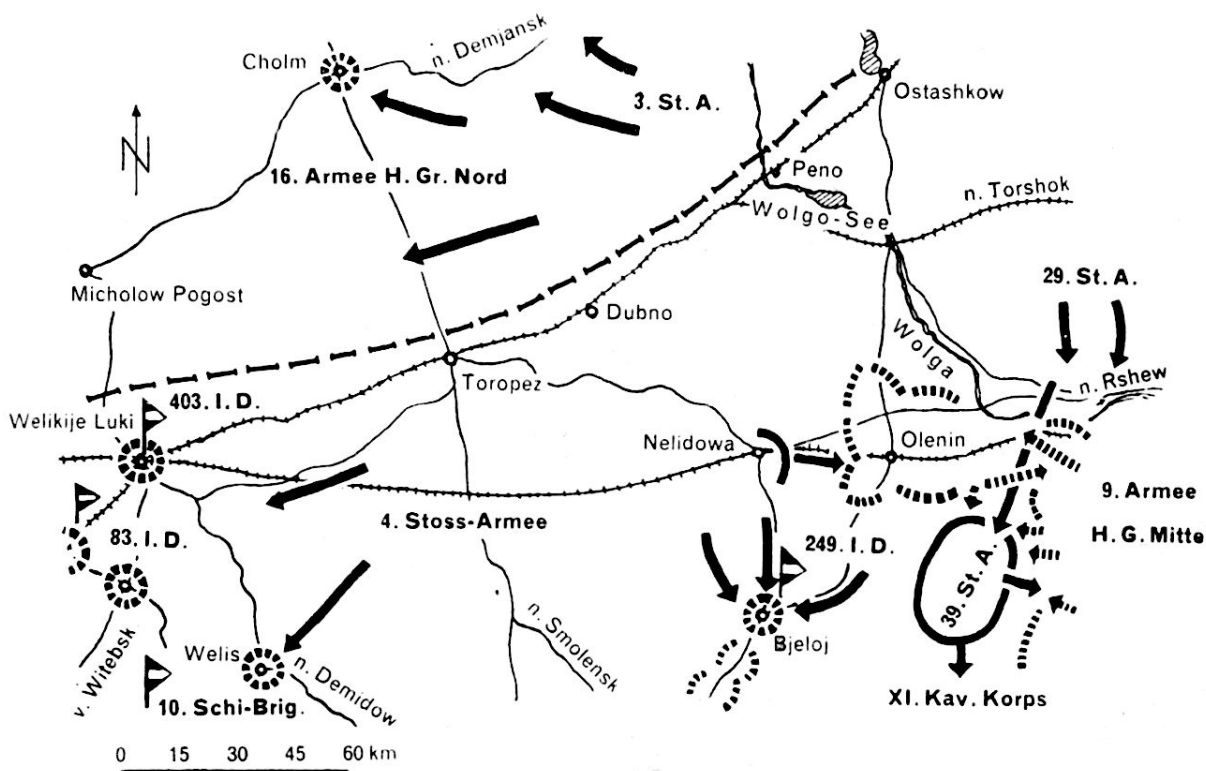 n. Demjansk
Cholm
3. St. A.
Ostashkow
N
16. Armee H. Gr. Nord
Peno
n. Torshok
Wolgo-See
Micholow Pogost
29. St. A.
Dubno
Wolga
Toropez
n. Rshew
403. I. D.
Welikije Luki
Nelidowa
Olenin
9. Armee
4. Stoss-Armee
H. G. Mitte
83. I. D.
249. I. D.
39. St. A.
n. Smolensk
Bjeloj
v. Witebsk
Welis
n. Demidow
10. Schi-Brig.
XI. Kav. Korps
0 15 30 45 60 km